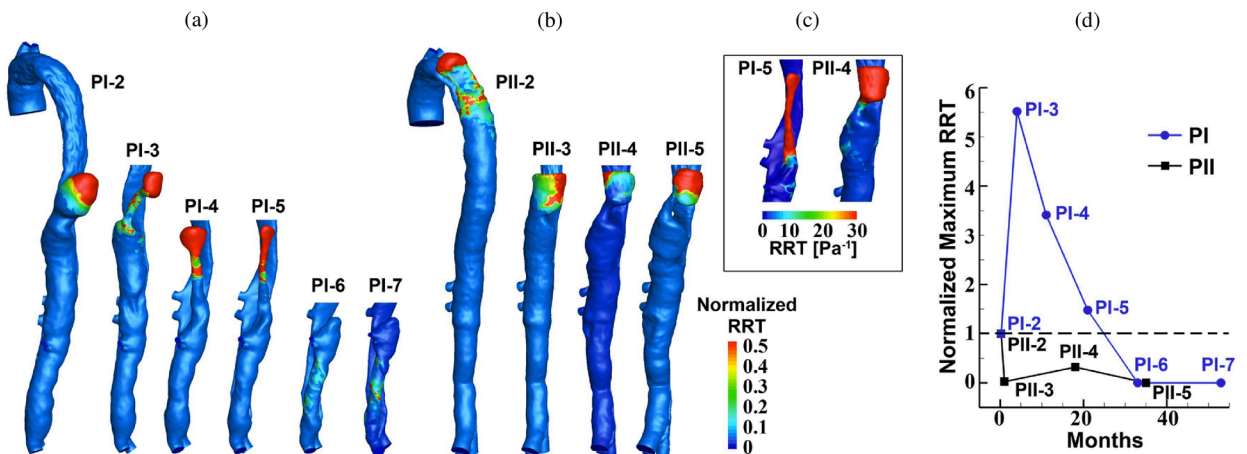 (a)
(b)
(c)
(d)
PI-2
PI-3
PI-4
PI-5
PI-6
PI-7
PII-2
PII-3
PII-4
PII-5
Normalized
RRT
0.5
0.4
0.3
0.2
0.1
0
PI-5
PII-4
0 10 20 30
RRT [Pa⁻¹]
Normalized Maximum RRT
6
5
4
3
2
1
0
PI-3
PI
PII
PI-4
PI-5
PI-2
PII-2
PII-4
PI-6
PI-7
PII-3
PII-5
0 20 40
Months